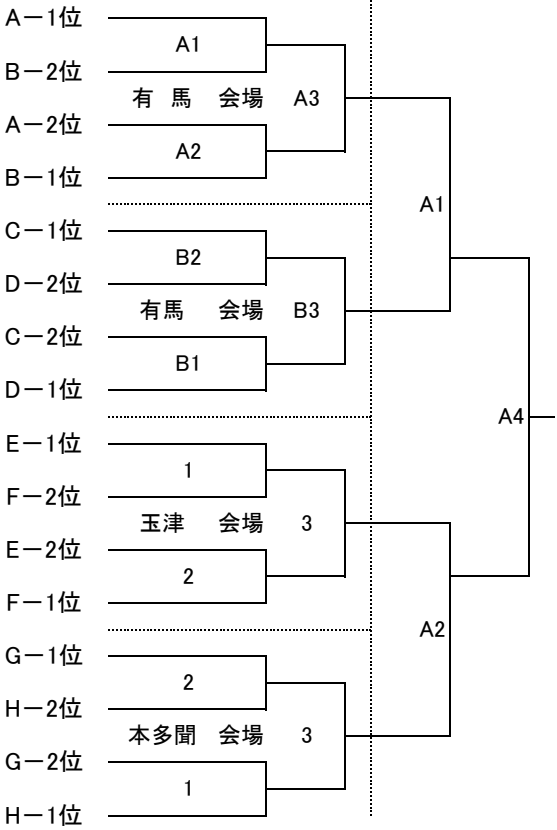 A－1位
A1
B－2位
有 馬 会場 A3
A－2位
A2
B－1位
A1
C－1位
B2
D－2位
有馬 会場 B3
C－2位
B1
D－1位
A4
E－1位
1
F－2位
玉津 会場 3
E－2位
2
F－1位
A2
G－1位
2
H－2位
本多聞 会場 3
G－2位
1
H－1位